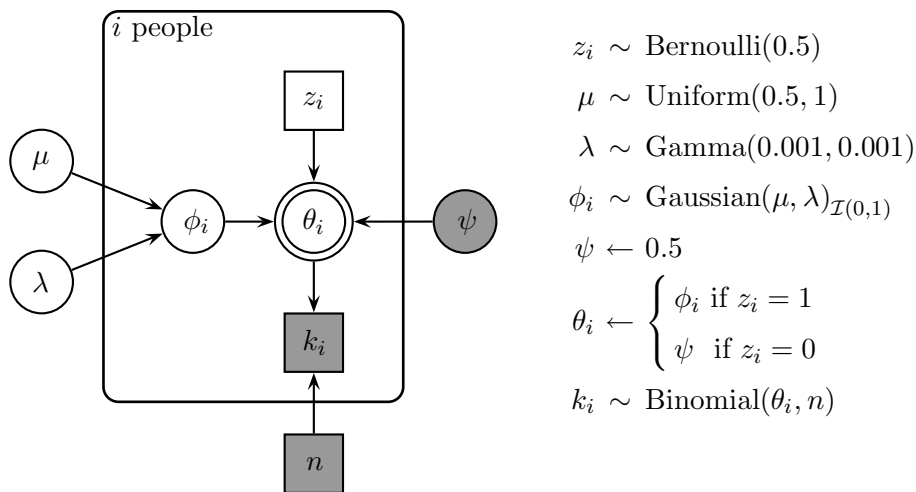 i people
z_i
μ
φ_i
θ_i
ψ
λ
k_i
n
z_i ∼ Bernoulli(0.5)
μ ∼ Uniform(0.5, 1)
λ ∼ Gamma(0.001, 0.001)
ϕ_i ∼ Gaussian(μ, λ)_{𝓘(0,1)}
ψ ← 0.5
θ_i ← { ϕ_i if z_i = 1
ψ if z_i = 0
k_i ∼ Binomial(θ_i, n)